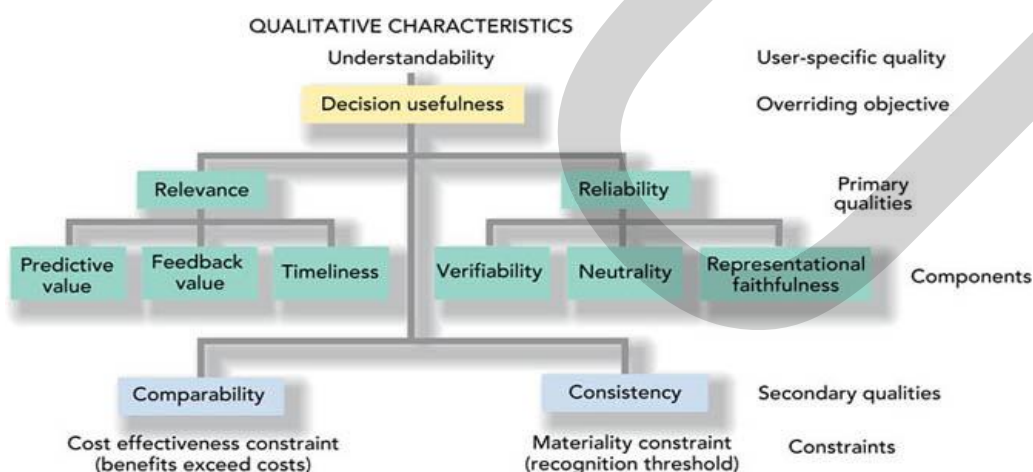 QUALITATIVE CHARACTERISTICS
Understandability
User-specific quality
Decision usefulness
Overriding objective
Relevance
Reliability
Primary
qualities
Predictive
value
Feedback
value
Timeliness
Verifiability
Neutrality
Representational
faithfulness
Components
Comparability
Consistency
Secondary qualities
Cost effectiveness constraint
(benefits exceed costs)
Materiality constraint
(recognition threshold)
Constraints